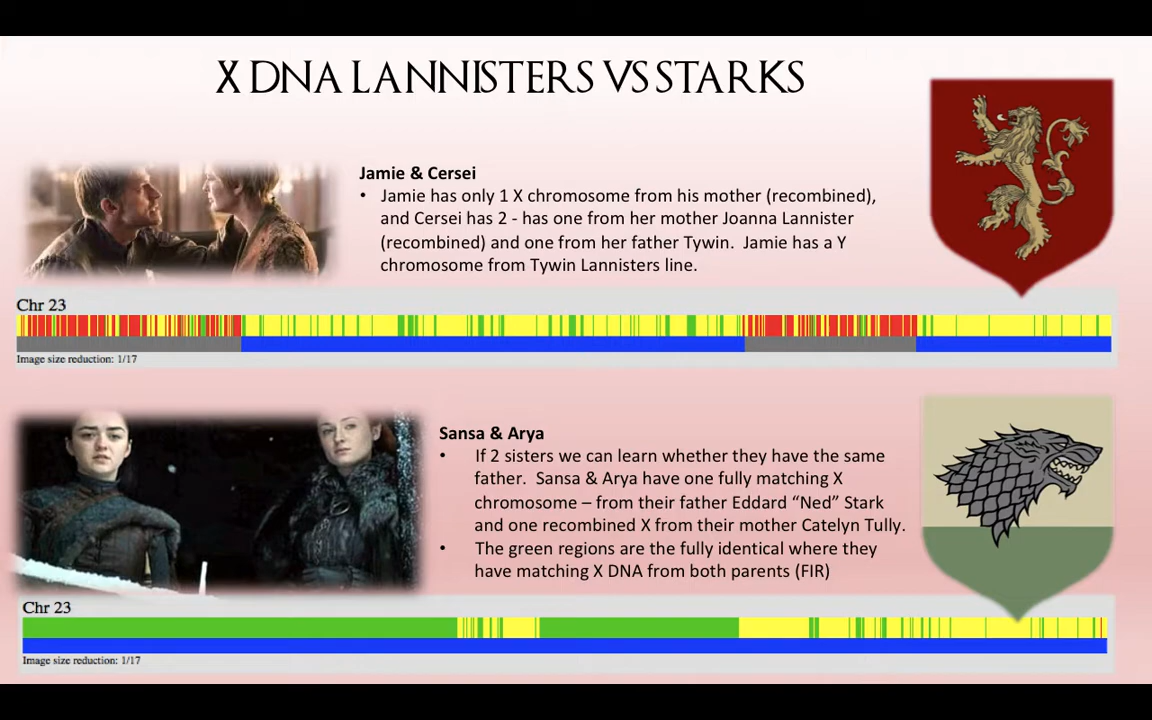 X DNA LANNISTERS VS STARKS
Jamie & Cersei
• Jamie has only 1 X chromosome from his mother (recombined),
and Cersei has 2 - has one from her mother Joanna Lannister
(recombined) and one from her father Tywin. Jamie has a Y
chromosome from Tywin Lannisters line.
Chr 23
Image size reduction: 1/17
Sansa & Arya
• If 2 sisters we can learn whether they have the same
father. Sansa & Arya have one fully matching X
chromosome – from their father Eddard “Ned” Stark
and one recombined X from their mother Catelyn Tully.
• The green regions are the fully identical where they
have matching X DNA from both parents (FIR)
Chr 23
Image size reduction: 1/17